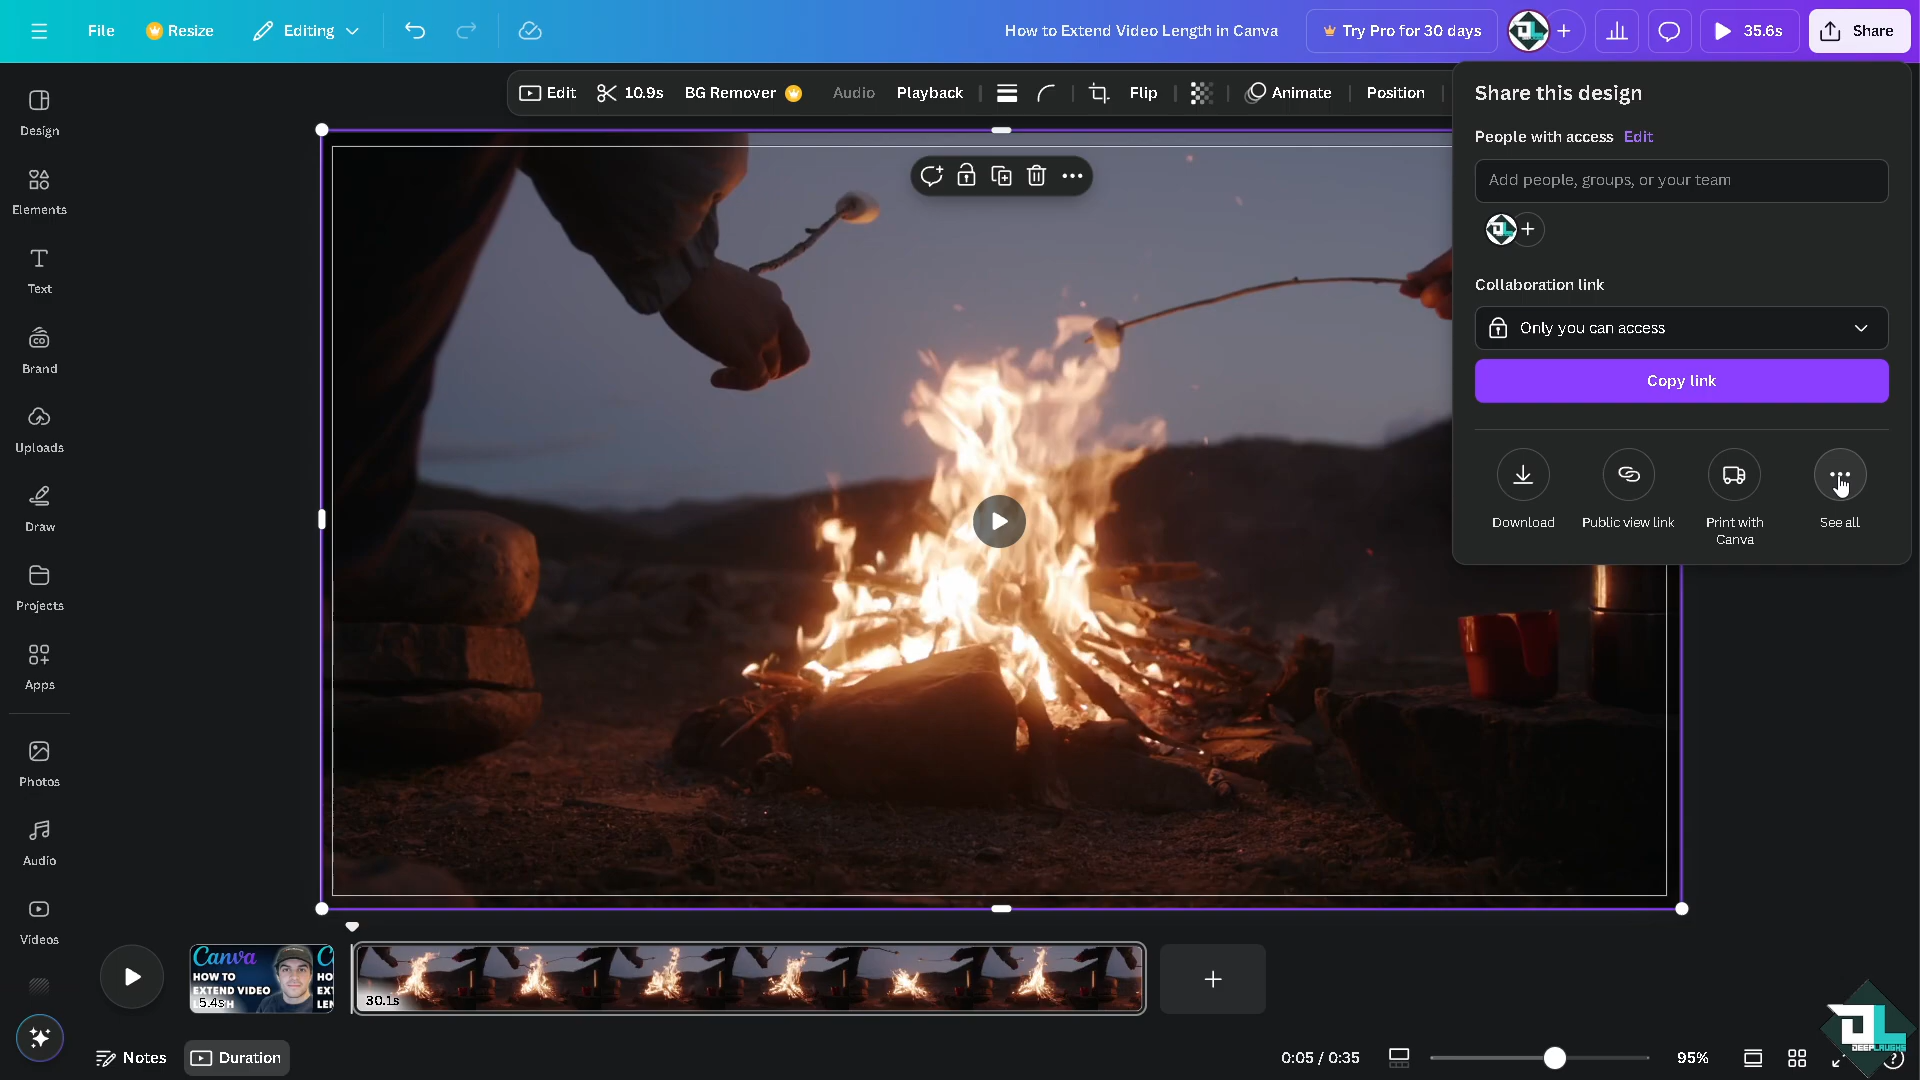 File
Resize
Editing
How to Extend Video Length in Canva
Try Pro for 30 days
35.6s
Share
Design
Elements
Text
Brand
Uploads
Draw
Projects
Apps
Photos
Audio
Videos
Edit
10.9s
BG Remover
Audio
Playback
Flip
Animate
Position
Share this design
People with access Edit
Add people, groups, or your team
Collaboration link
Only you can access
Copy link
Download
Public view link
Print with
Canva
See all
Canva
HOW TO
EXTEND VIDEO
5.4s
30.1s
Notes
Duration
0:05 / 0:35
95%
DEEPLAUGHS